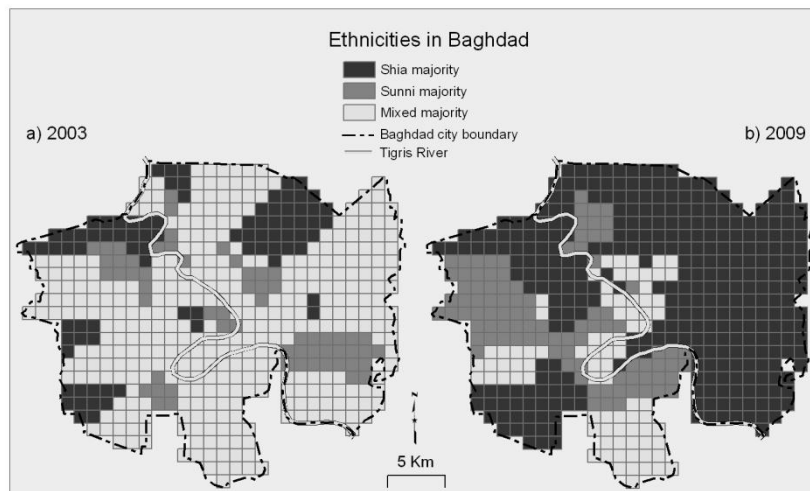 Ethnicities in Baghdad
Shia majority
Sunni majority
Mixed majority
Baghdad city boundary
Tigris River
a) 2003
b) 2009
N
5 Km